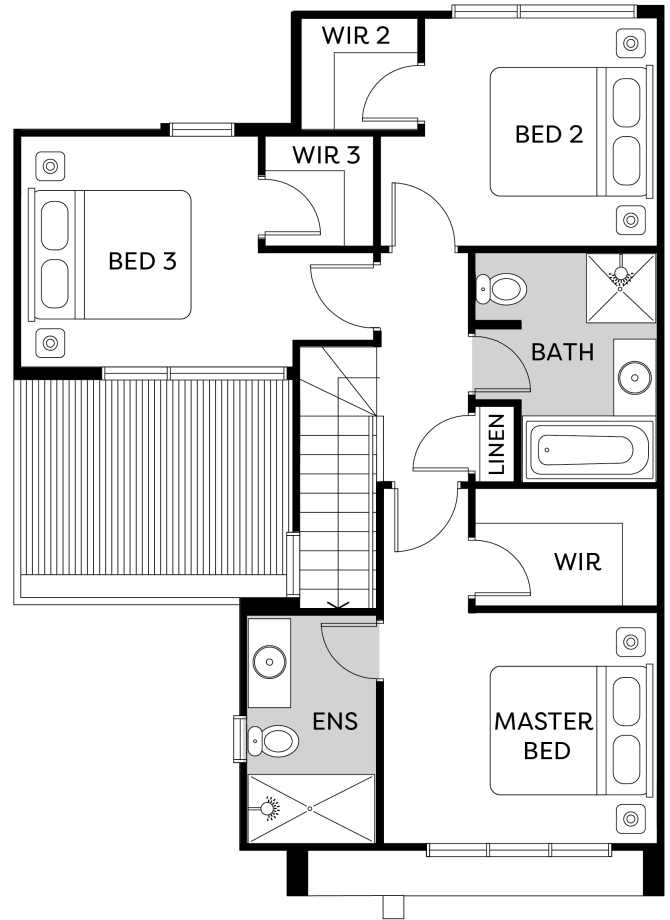 WIR 2
BED 2
WIR 3
BED 3
BATH
LINEN
WIR
ENS
MASTER
BED